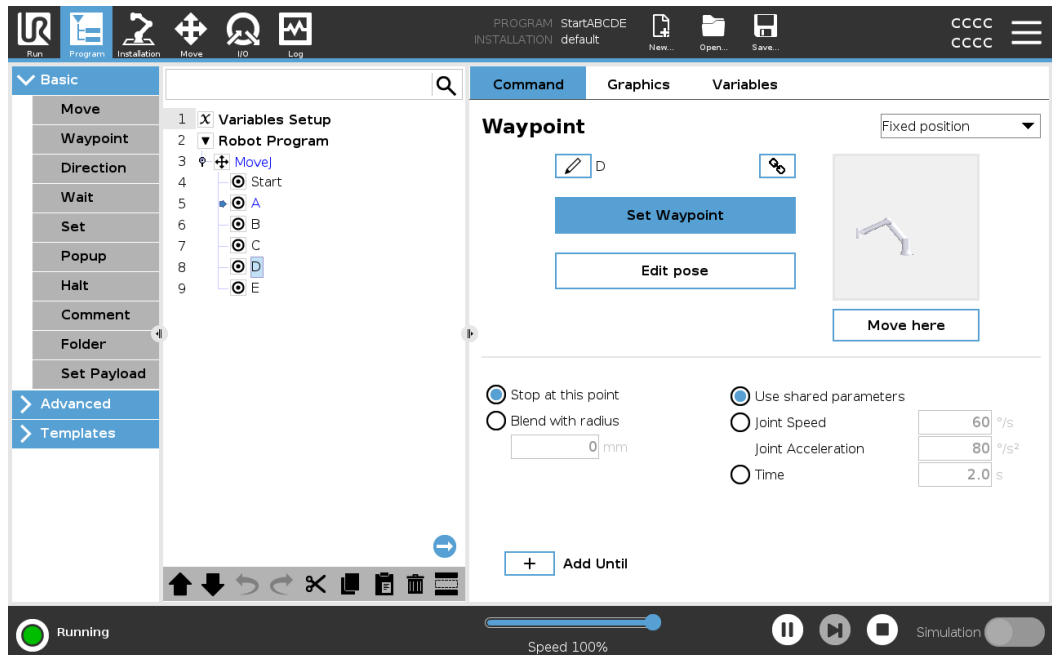 PROGRAM StartABCDE
INSTALLATION default
CCCC
CCCC
UR
Run Program Installation Move I/O Log New... Open... Save...
Basic
Move
Waypoint
Direction
Wait
Set
Popup
Halt
Comment
Folder
Set Payload
Advanced
Templates
1 X Variables Setup
2 Robot Program
3 MoveJ
4 Start
5 A
6 B
7 C
8 D
9 E
Command Graphics Variables
Waypoint
Fixed position
D
Set Waypoint
Edit pose
Move here
Stop at this point
Blend with radius
0 mm
Use shared parameters
Joint Speed 60 °/s
Joint Acceleration 80 °/s²
Time 2.0 s
+ Add Until
Running
Speed 100%
Simulation